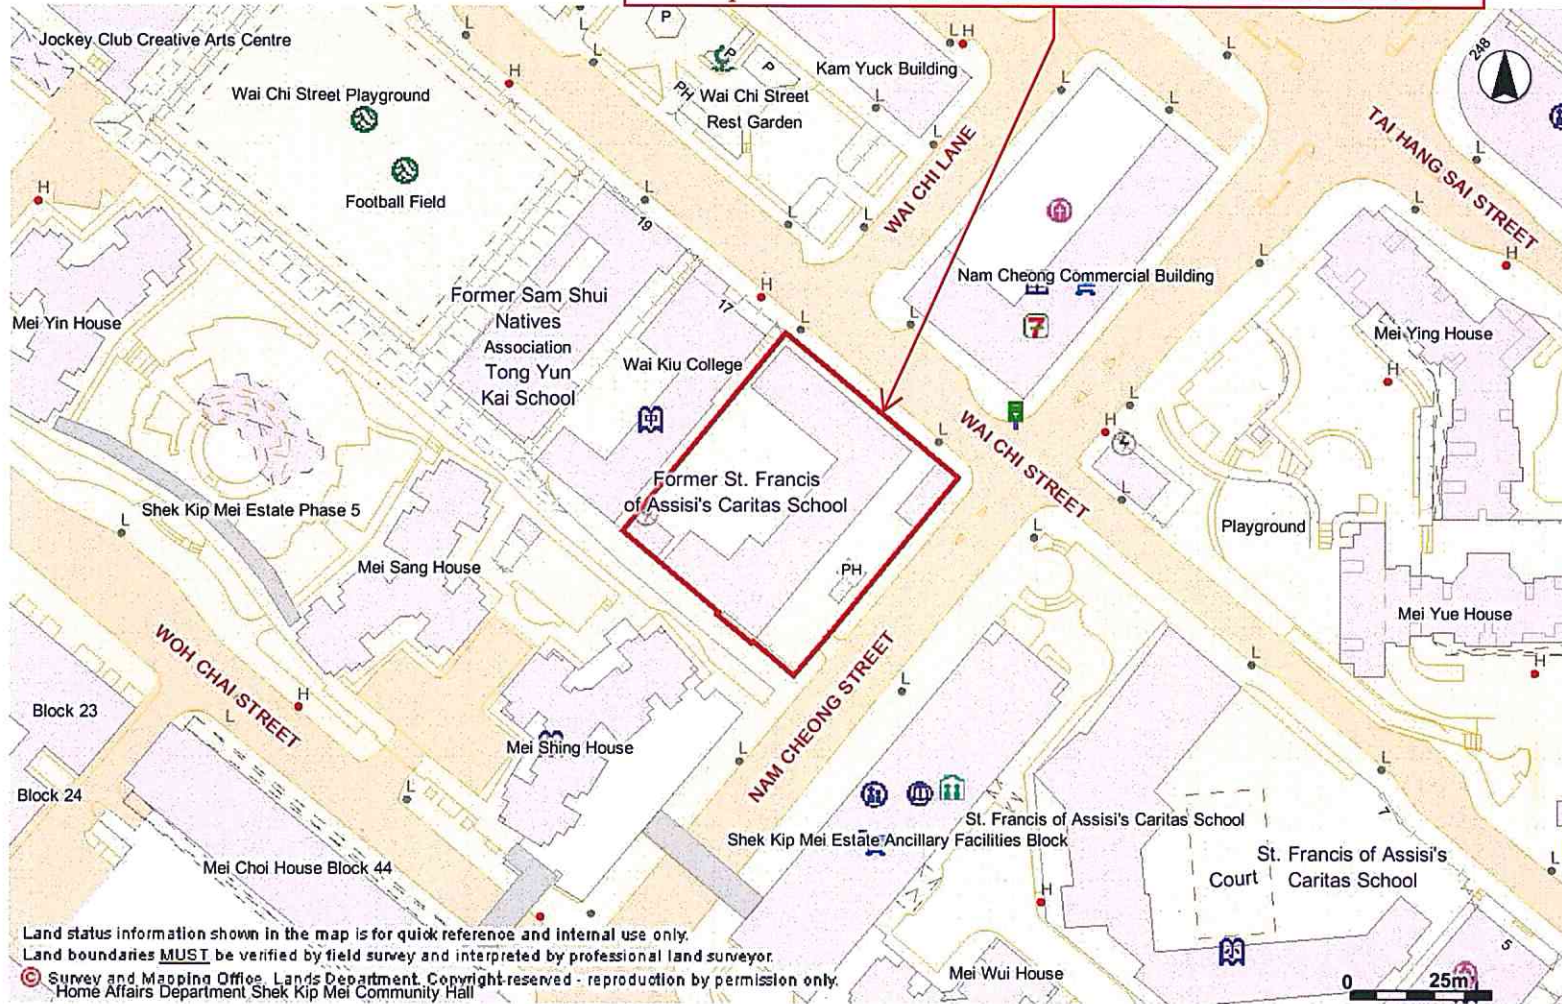 P
L
L
H
Jockey Club Creative Arts Centre
L
L
H
P
P
Kam Yuck Building
L
L
248
Wai Chi Street Playground
PH
Wai Chi Street
Rest Garden
L
L
TAI HANG SAI STREET
L
H
Football Field
L
19
L
L
WAI CHI LANE
L
L
H
Mei Yin House
Former Sam Shui
Natives
Association
Tong Yun
Kai School
17
H
L
Nam Cheong Commercial Building
7
L
Mei Ying House
H
Wai Kiu College
中
L
WAI CHI STREET
L
H
Former St. Francis
of Assisi's Caritas School
L
Shek Kip Mei Estate Phase 5
L
Playground
L
Mei Sang House
PH
Mei Yue House
WOH CHAI STREET
H
L
NAM CHEONG STREET
L
L
H
Block 23
Mei Shing House
L
L
Block 24
L
St. Francis of Assisi's Caritas School
Shek Kip Mei Estate Ancillary Facilities Block
7
Mei Choi House Block 44
Court
St. Francis of Assisi's
Caritas School
L
H
5
Mei Wui House
Land status information shown in the map is for quick reference and internal use only.
Land boundaries MUST be verified by field survey and interpreted by professional land surveyor.
© Survey and Mapping Office, Lands Department. Copyright reserved - reproduction by permission only.
Home Affairs Department Shek Kip Mei Community Hall
0 25m